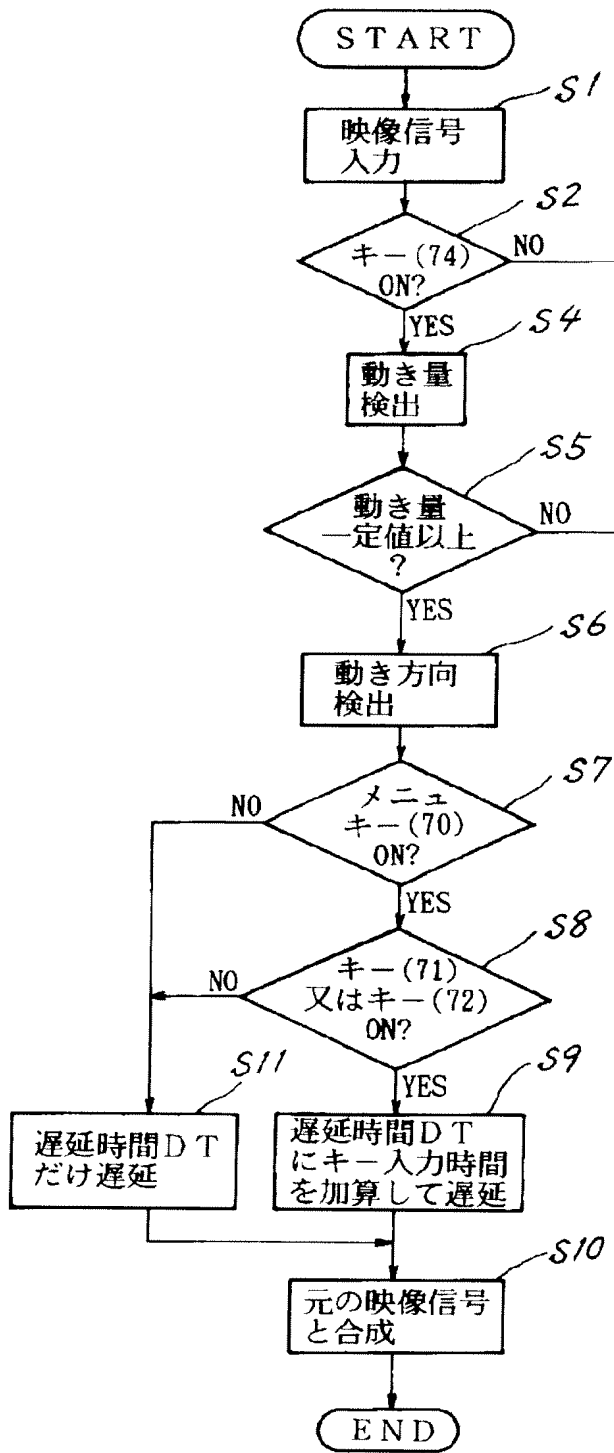 START
S1
映像信号
入力
S2
キー(74)
ON?
NO
YES
S4
動き量
検出
S5
動き量
一定値以上
?
NO
YES
S6
動き方向
検出
S7
メニュ
キー(70)
ON?
NO
YES
S8
キー(71)
又はキー(72)
ON?
NO
YES
S11
遅延時間DT
だけ遅延
S9
遅延時間DT
にキー入力時間
を加算して遅延
S10
元の映像信号
と合成
END